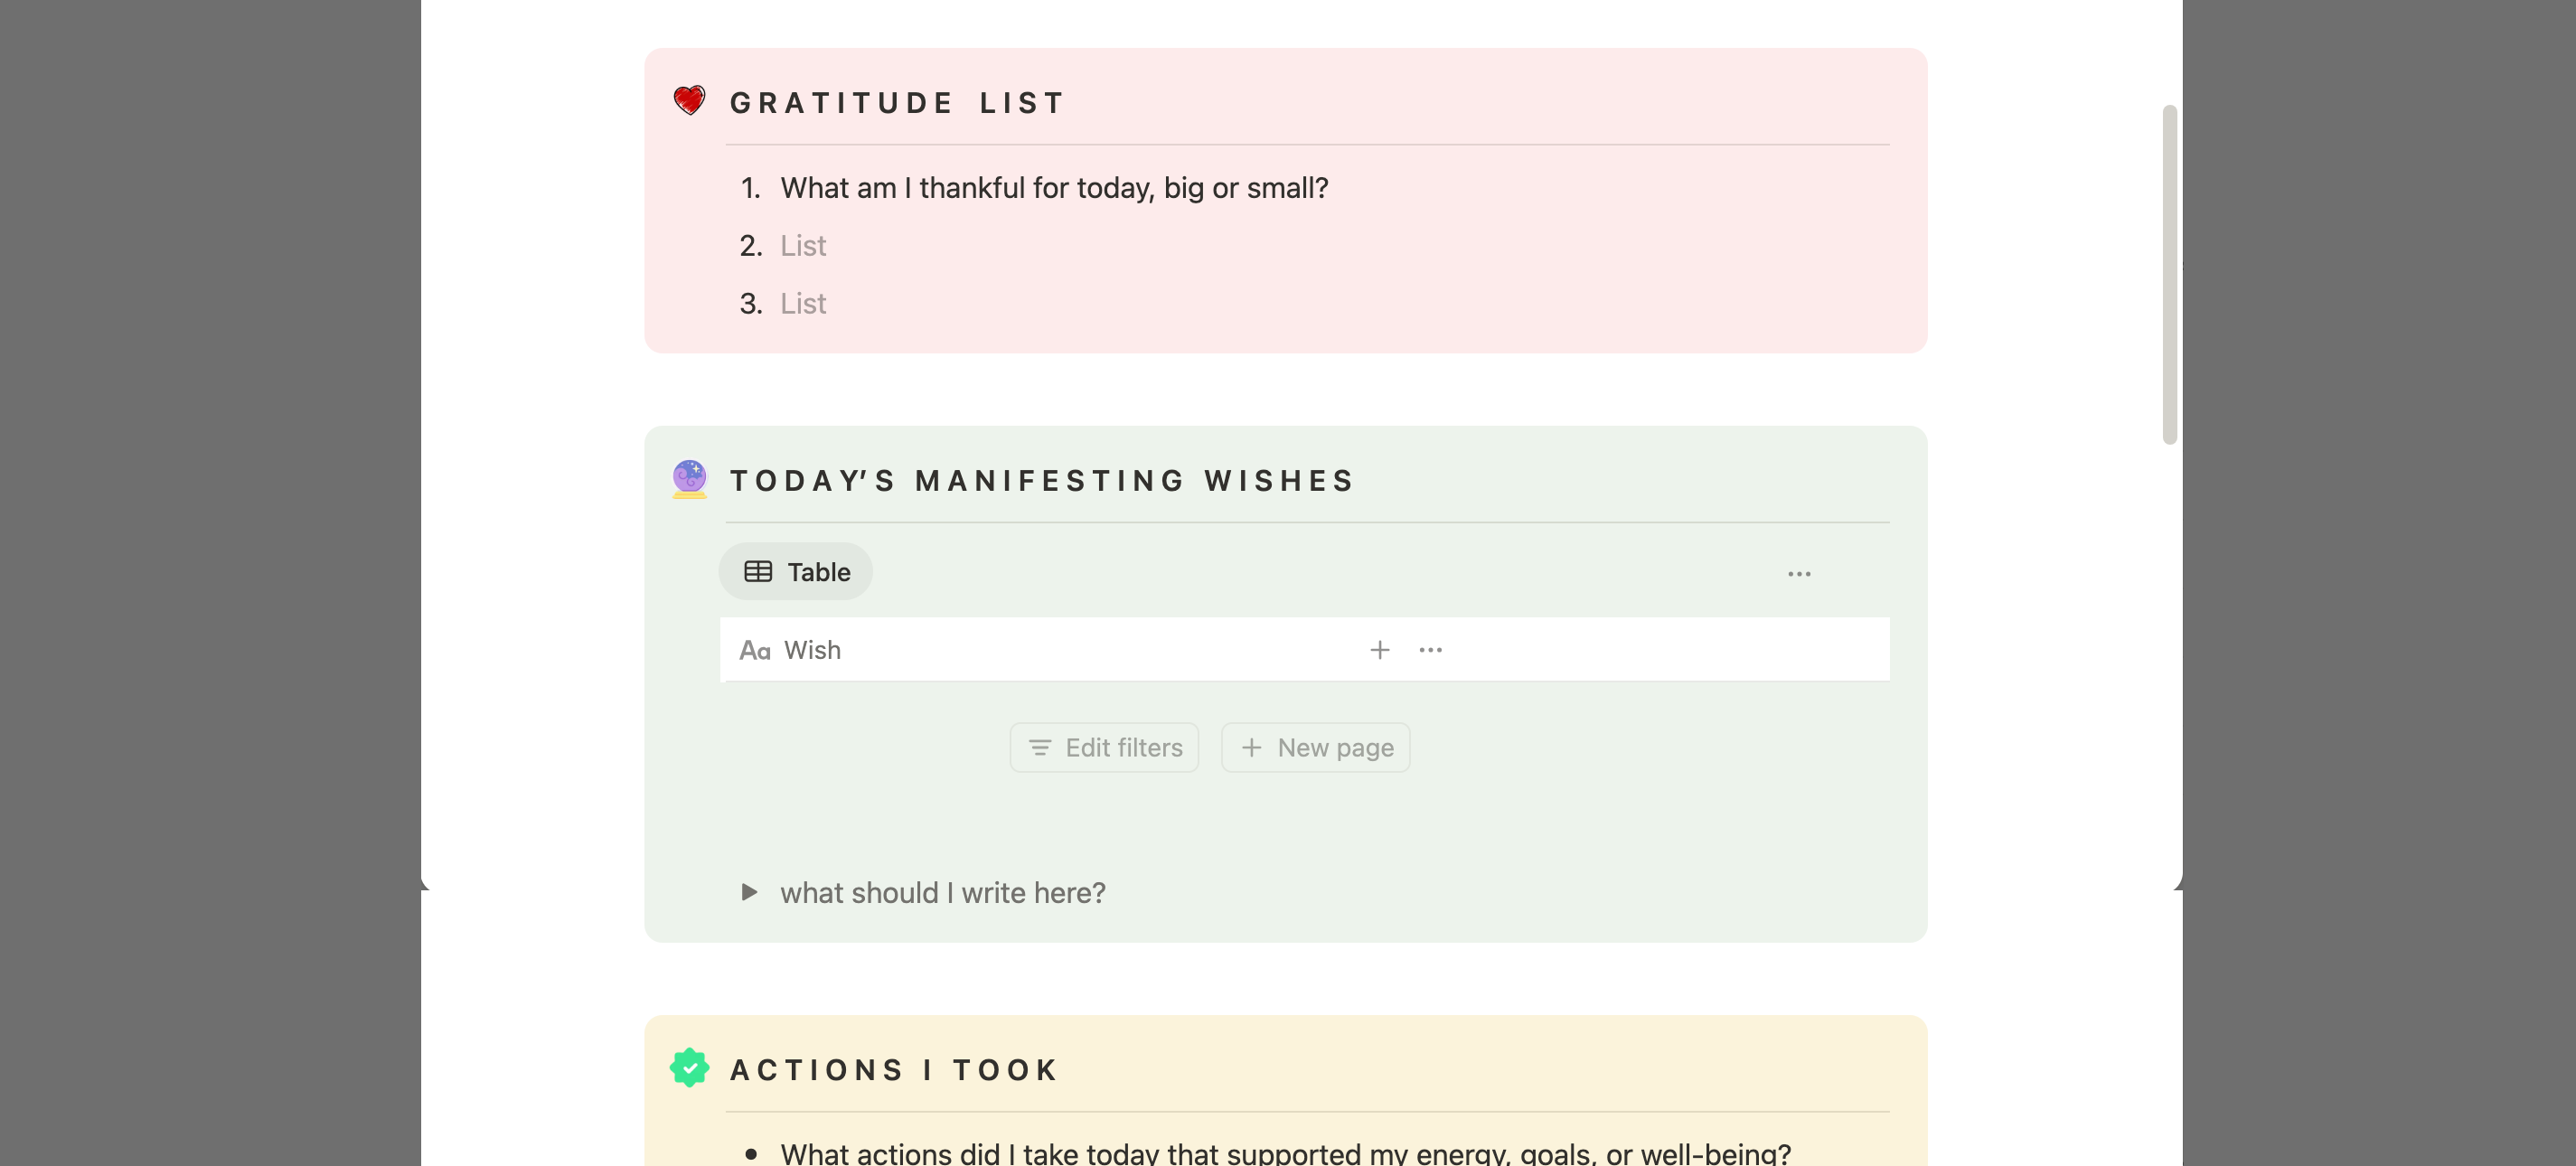 GRATITUDE LIST
1. What am I thankful for today, big or small?
2. List
3. List
TODAY’S MANIFESTING WISHES
Table
Aa Wish
Edit filters + New page
what should I write here?
ACTIONS I TOOK
• What actions did I take today that supported my energy, goals, or well-being?